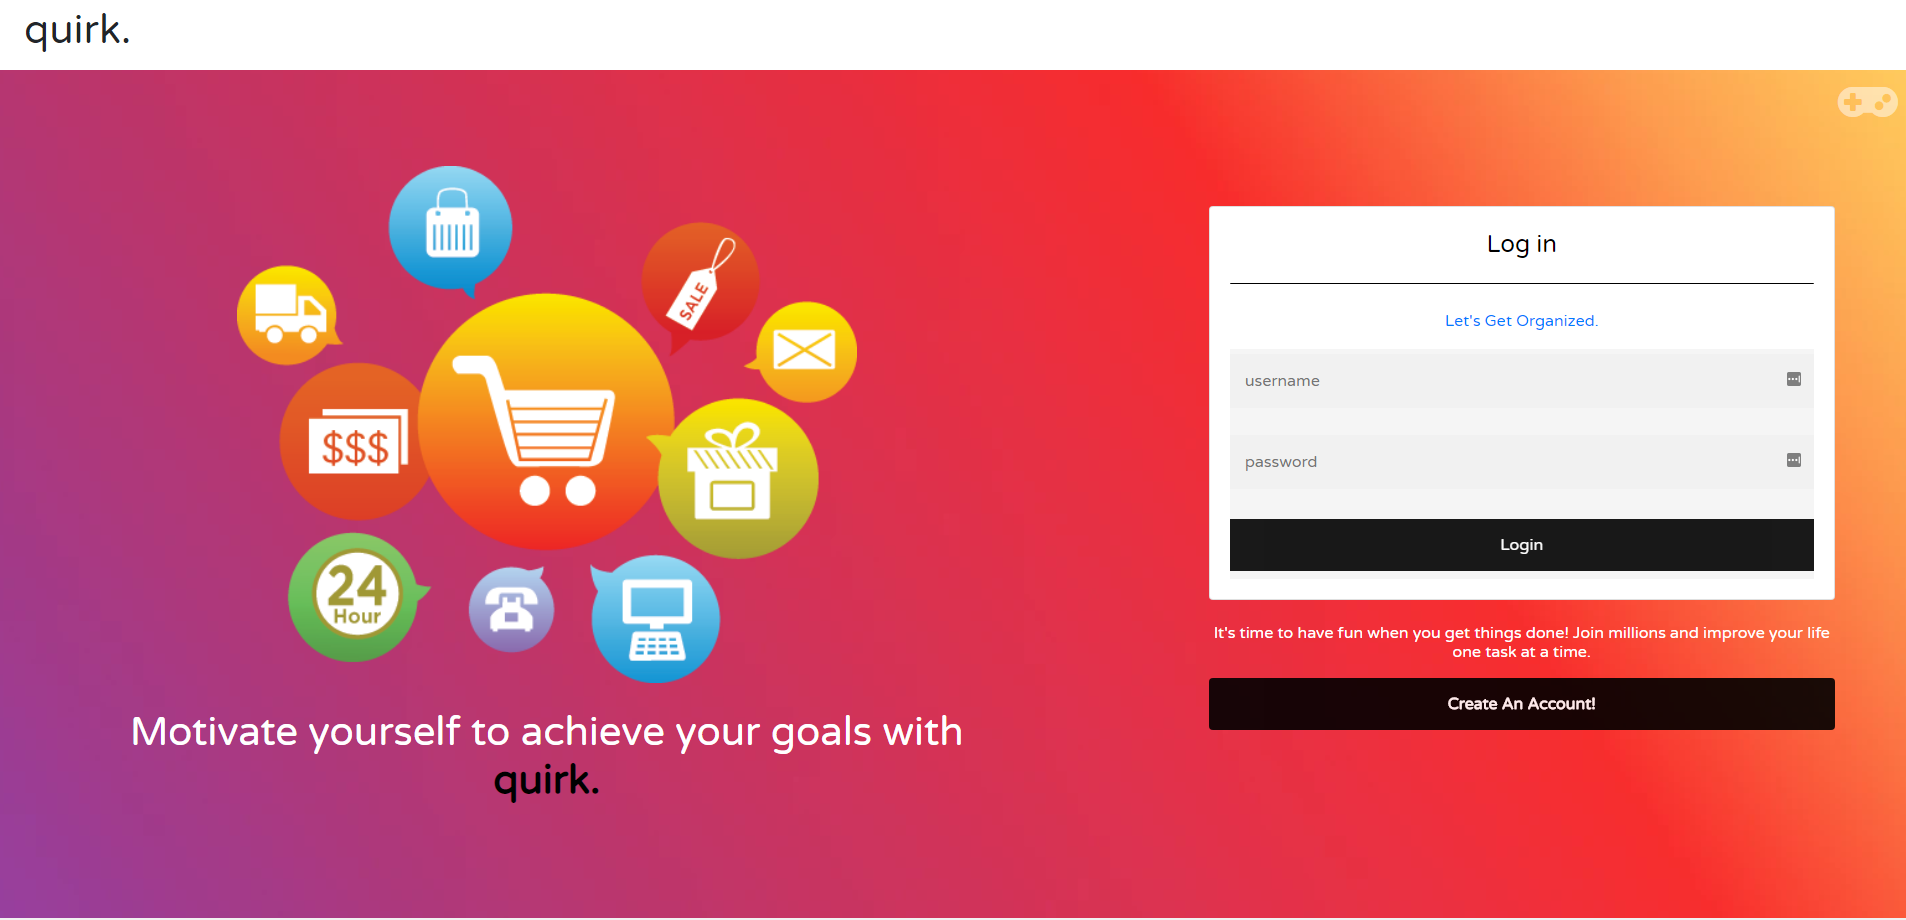 quirk.
SALE
$$$
24
Hour
Motivate yourself to achieve your goals with
quirk.
Log in
Let's Get Organized.
username
password
Login
It's time to have fun when you get things done! Join millions and improve your life
one task at a time.
Create An Account!